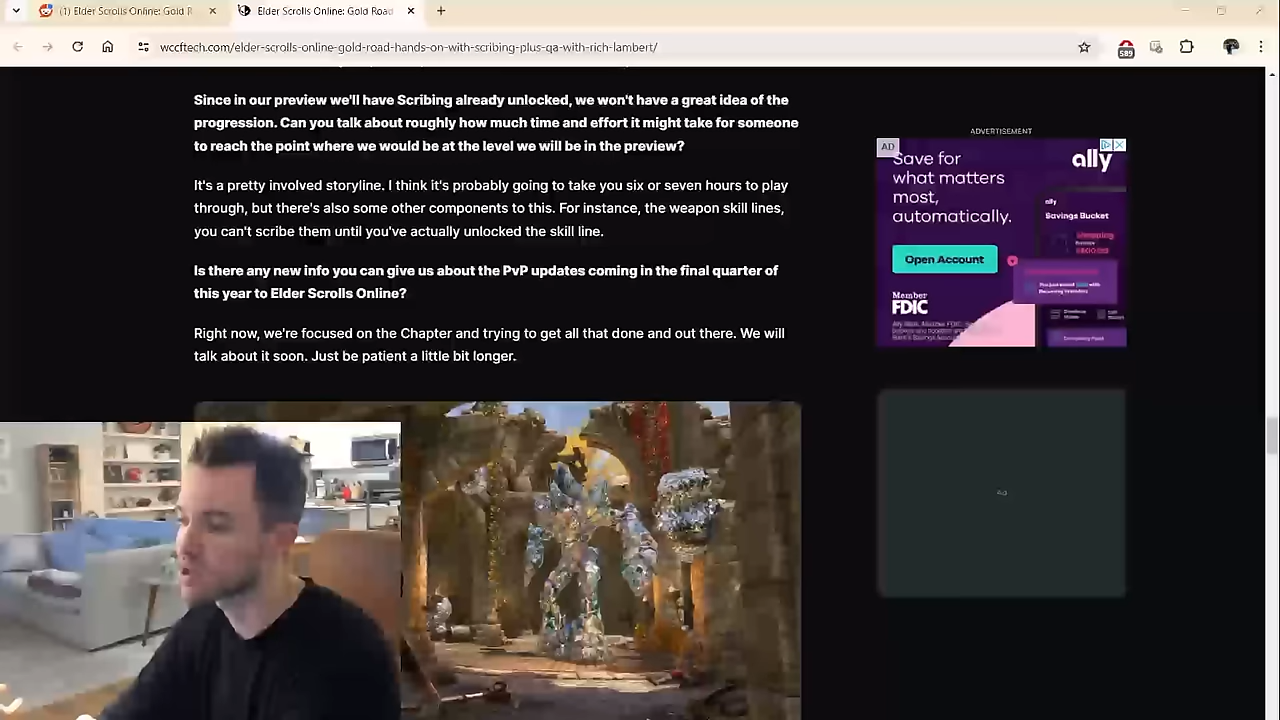 (1) Elder Scrolls Online: Gold R
Elder Scrolls Online: Gold Road
wccftech.com/elder-scrolls-online-gold-road-hands-on-with-scribing-plus-qa-with-rich-lambert/
589
Since in our preview we'll have Scribing already unlocked, we won't have a great idea of the
progression. Can you talk about roughly how much time and effort it might take for someone
to reach the point where we would be at the level we will be in the preview?
It's a pretty involved storyline. I think it's probably going to take you six or seven hours to play
through, but there's also some other components to this. For instance, the weapon skill lines,
you can't scribe them until you've actually unlocked the skill line.
Is there any new info you can give us about the PvP updates coming in the final quarter of
this year to Elder Scrolls Online?
Right now, we're focused on the Chapter and trying to get all that done and out there. We will
talk about it soon. Just be patient a little bit longer.
ADVERTISEMENT
AD
Save for
what matters
most,
automatically.
ally
Open Account
Member
FDIC
ally
Savings Bucket